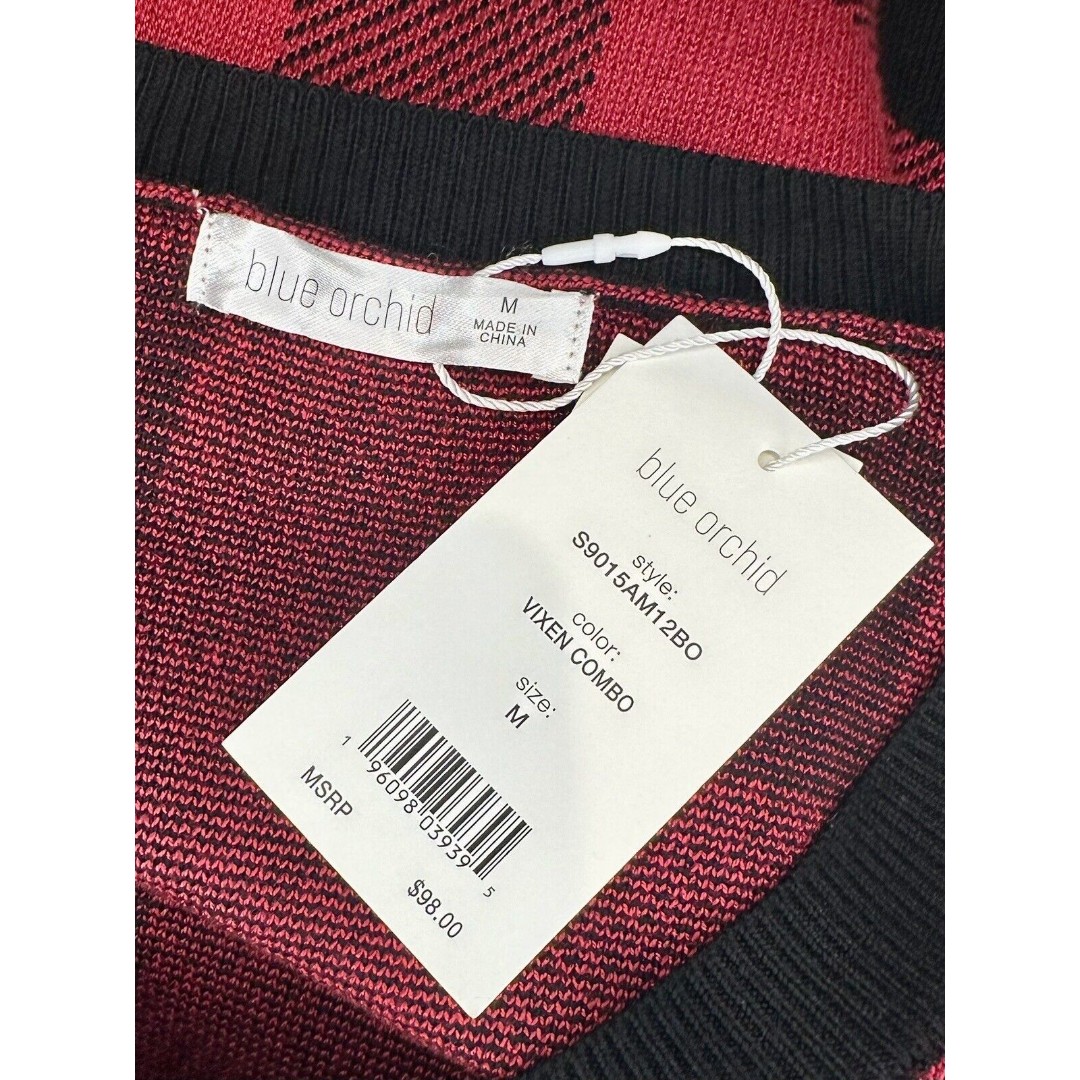 blue orchid
M
MADE IN
CHINA
blue orchid
style:
S9015AM12BO
color:
VIXEN COMBO
size:
M
1 96098 03939 5
MSRP
$98.00